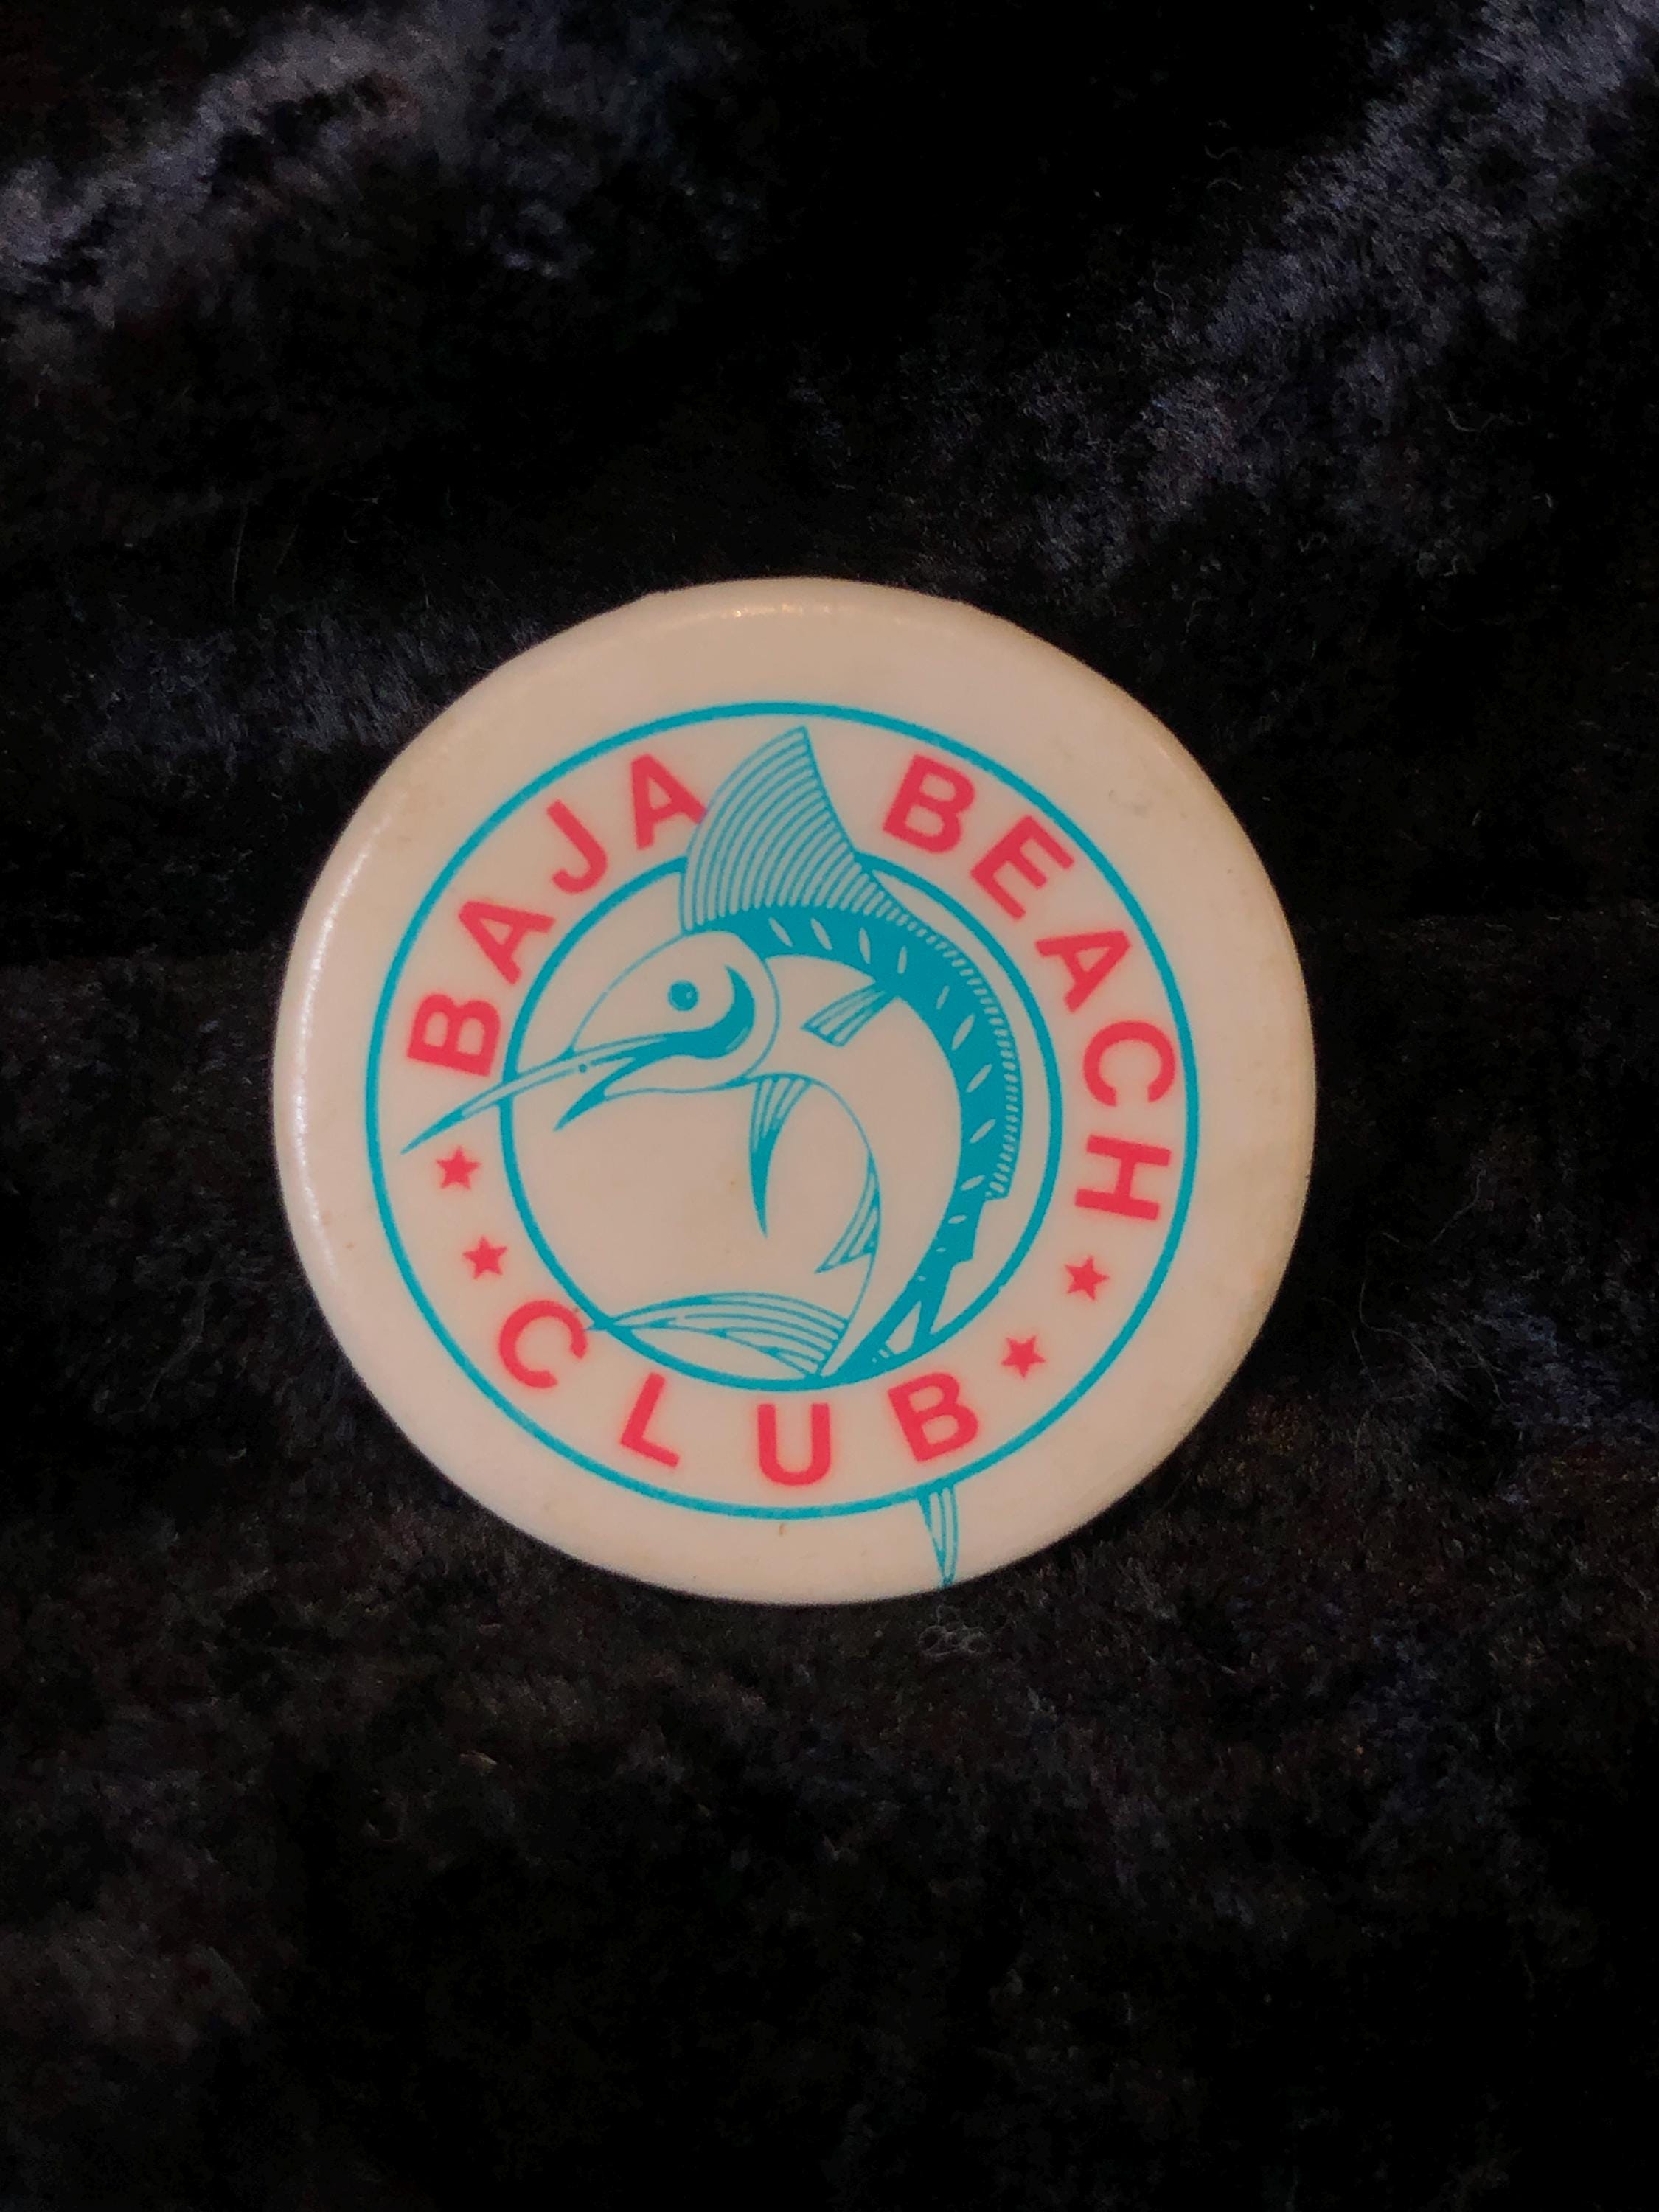 BAJA BEACH
★ ★ CLUB ★ ★